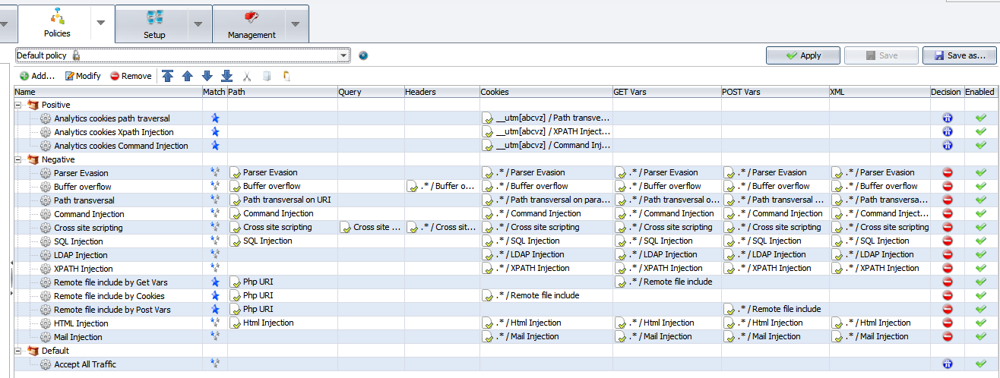 Policies Setup Management
Default policy Apply Save Save as...
Add... Modify Remove
Name Match Path Query Headers Cookies GET Vars POST Vars XML Decision Enabled
Positive
Analytics cookies path traversal __utm[abcvz] / Path transve...
Analytics cookies Xpath Injection __utm[abcvz] / XPATH Inject...
Analytics cookies Command Injection __utm[abcvz] / Command Inj...
Negative
Parser Evasion Parser Evasion .* / Parser Evasion .* / Parser Evasion .* / Parser Evasion .* / Parser Evasion
Buffer overflow Buffer overflow .* / Buffer o... .* / Buffer overflow .* / Buffer overflow .* / Buffer overflow .* / Buffer overflow
Path transversal Path transversal on URI .* / Path transversal on para... .* / Path transversal o... .* / Path transversal ... .* / Path transversal ...
Command Injection Command Injection .* / Command Injection .* / Command Injection .* / Command Injection .* / Command Inject...
Cross site scripting Cross site scripting Cross site ... .* / Cross sit... .* / Cross site scripting .* / Cross site scripting .* / Cross site scripting .* / Cross site scripting
SQL Injection SQL Injection .* / SQL Injection .* / SQL Injection .* / SQL Injection .* / SQL Injection
LDAP Injection .* / LDAP Injection .* / LDAP Injection .* / LDAP Injection .* / LDAP Injection
XPATH Injection .* / XPATH Injection .* / XPATH Injection .* / XPATH Injection .* / XPATH Injection
Remote file include by Get Vars Php URI .* / Remote file include
Remote file include by Cookies Php URI .* / Remote file include
Remote file include by Post Vars Php URI .* / Remote file include
HTML Injection Html Injection .* / Html Injection .* / Html Injection .* / Html Injection .* / Html Injection
Mail Injection .* / Mail Injection .* / Mail Injection .* / Mail Injection .* / Mail Injection
Default
Accept All Traffic